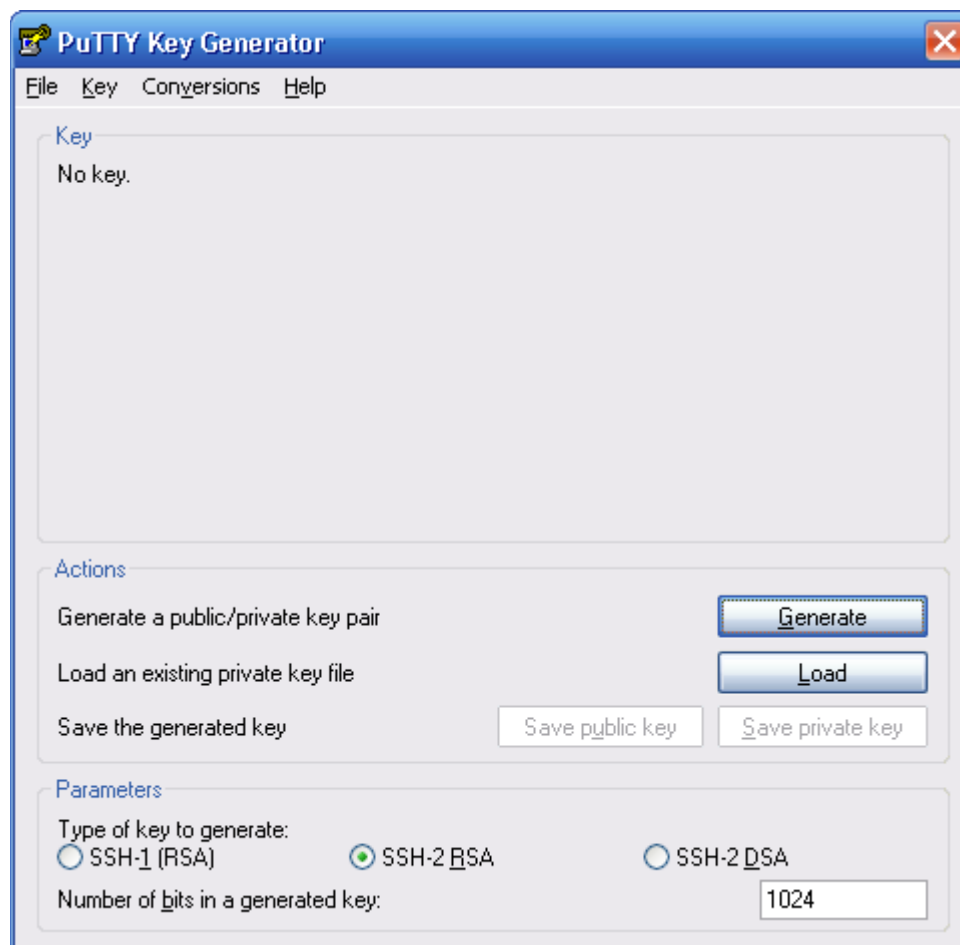 PuTTY Key Generator
File Key Conversions Help
Key
No key.
Actions
Generate a public/private key pair
Generate
Load an existing private key file
Load
Save the generated key
Save public key
Save private key
Parameters
Type of key to generate:
SSH-1 (RSA)
SSH-2 RSA
SSH-2 DSA
Number of bits in a generated key:
1024